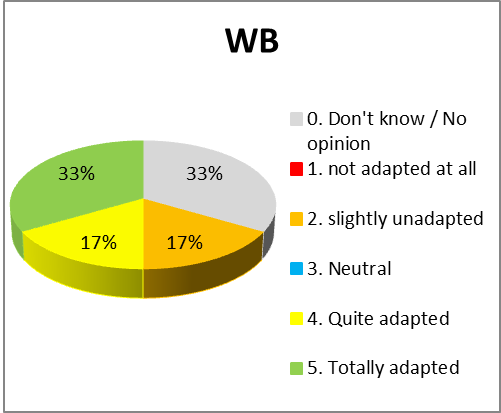 WB
33%
33%
17%
17%
0. Don't know / No
opinion
1. not adapted at all
2. slightly unadapted
3. Neutral
4. Quite adapted
5. Totally adapted